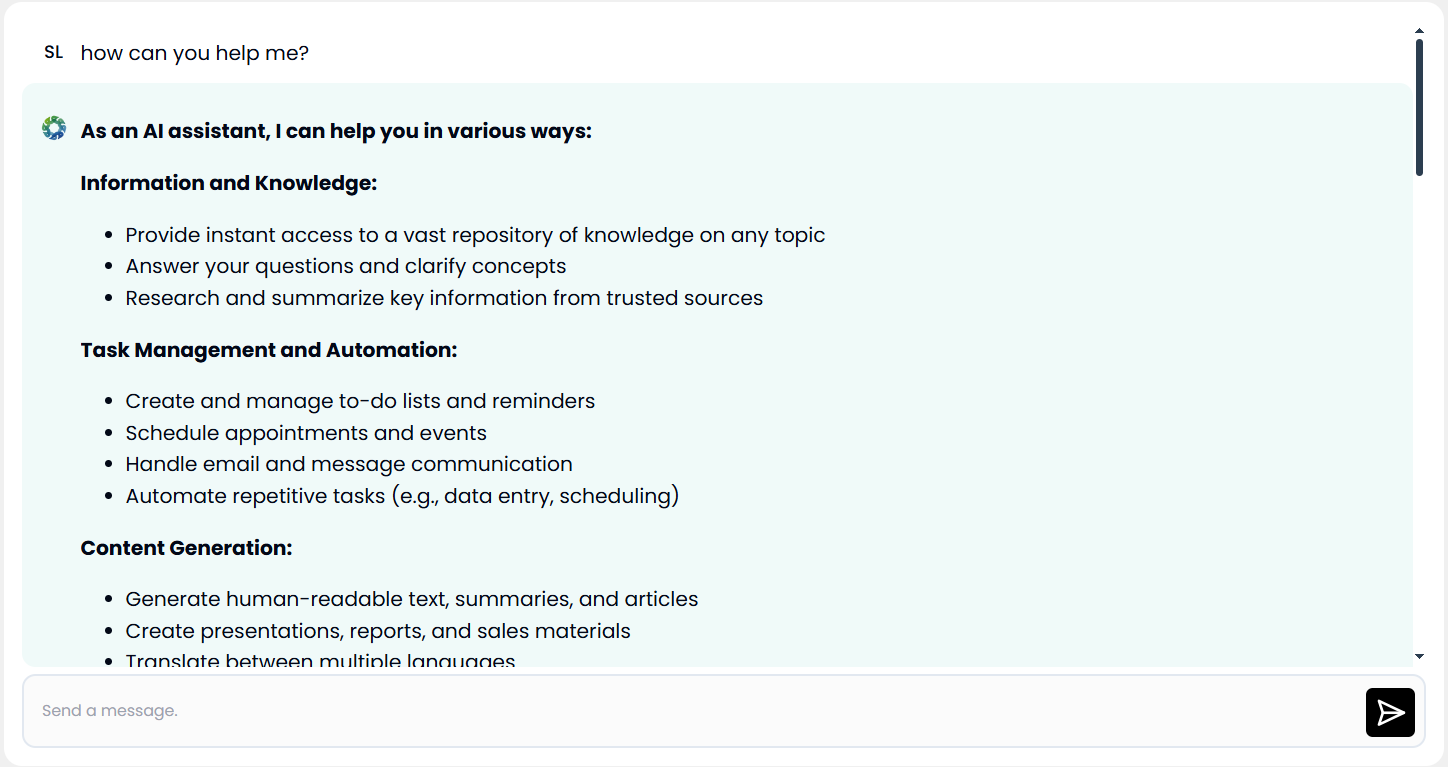 SL how can you help me?
As an AI assistant, I can help you in various ways:
Information and Knowledge:
Provide instant access to a vast repository of knowledge on any topic
Answer your questions and clarify concepts
Research and summarize key information from trusted sources
Task Management and Automation:
Create and manage to-do lists and reminders
Schedule appointments and events
Handle email and message communication
Automate repetitive tasks (e.g., data entry, scheduling)
Content Generation:
Generate human-readable text, summaries, and articles
Create presentations, reports, and sales materials
Translate between multiple languages
Send a message.